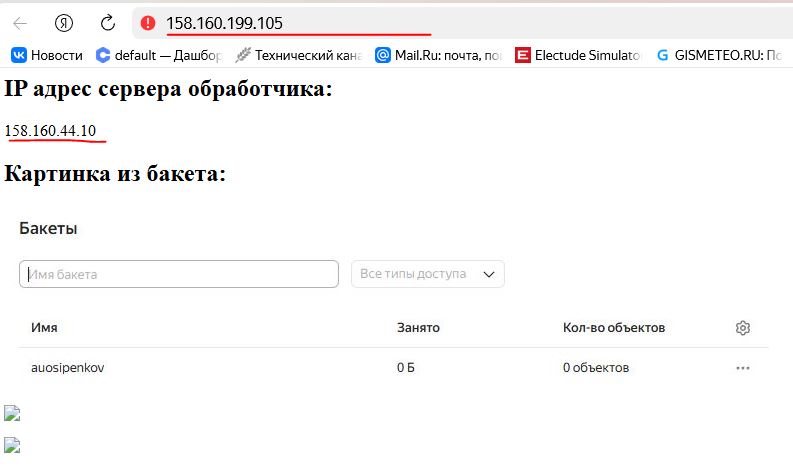 Я
158.160.199.105
Новости default — Дашбор Технический кана Mail.Ru: почта, по Electude Simulato GISMETEO.RU: По
IP адрес сервера обработчика:
158.160.44.10
Картинка из бакета:
Бакеты
Имя бакета Все типы доступа
Имя Занято Кол-во объектов
auosipenkov 0 Б 0 объектов